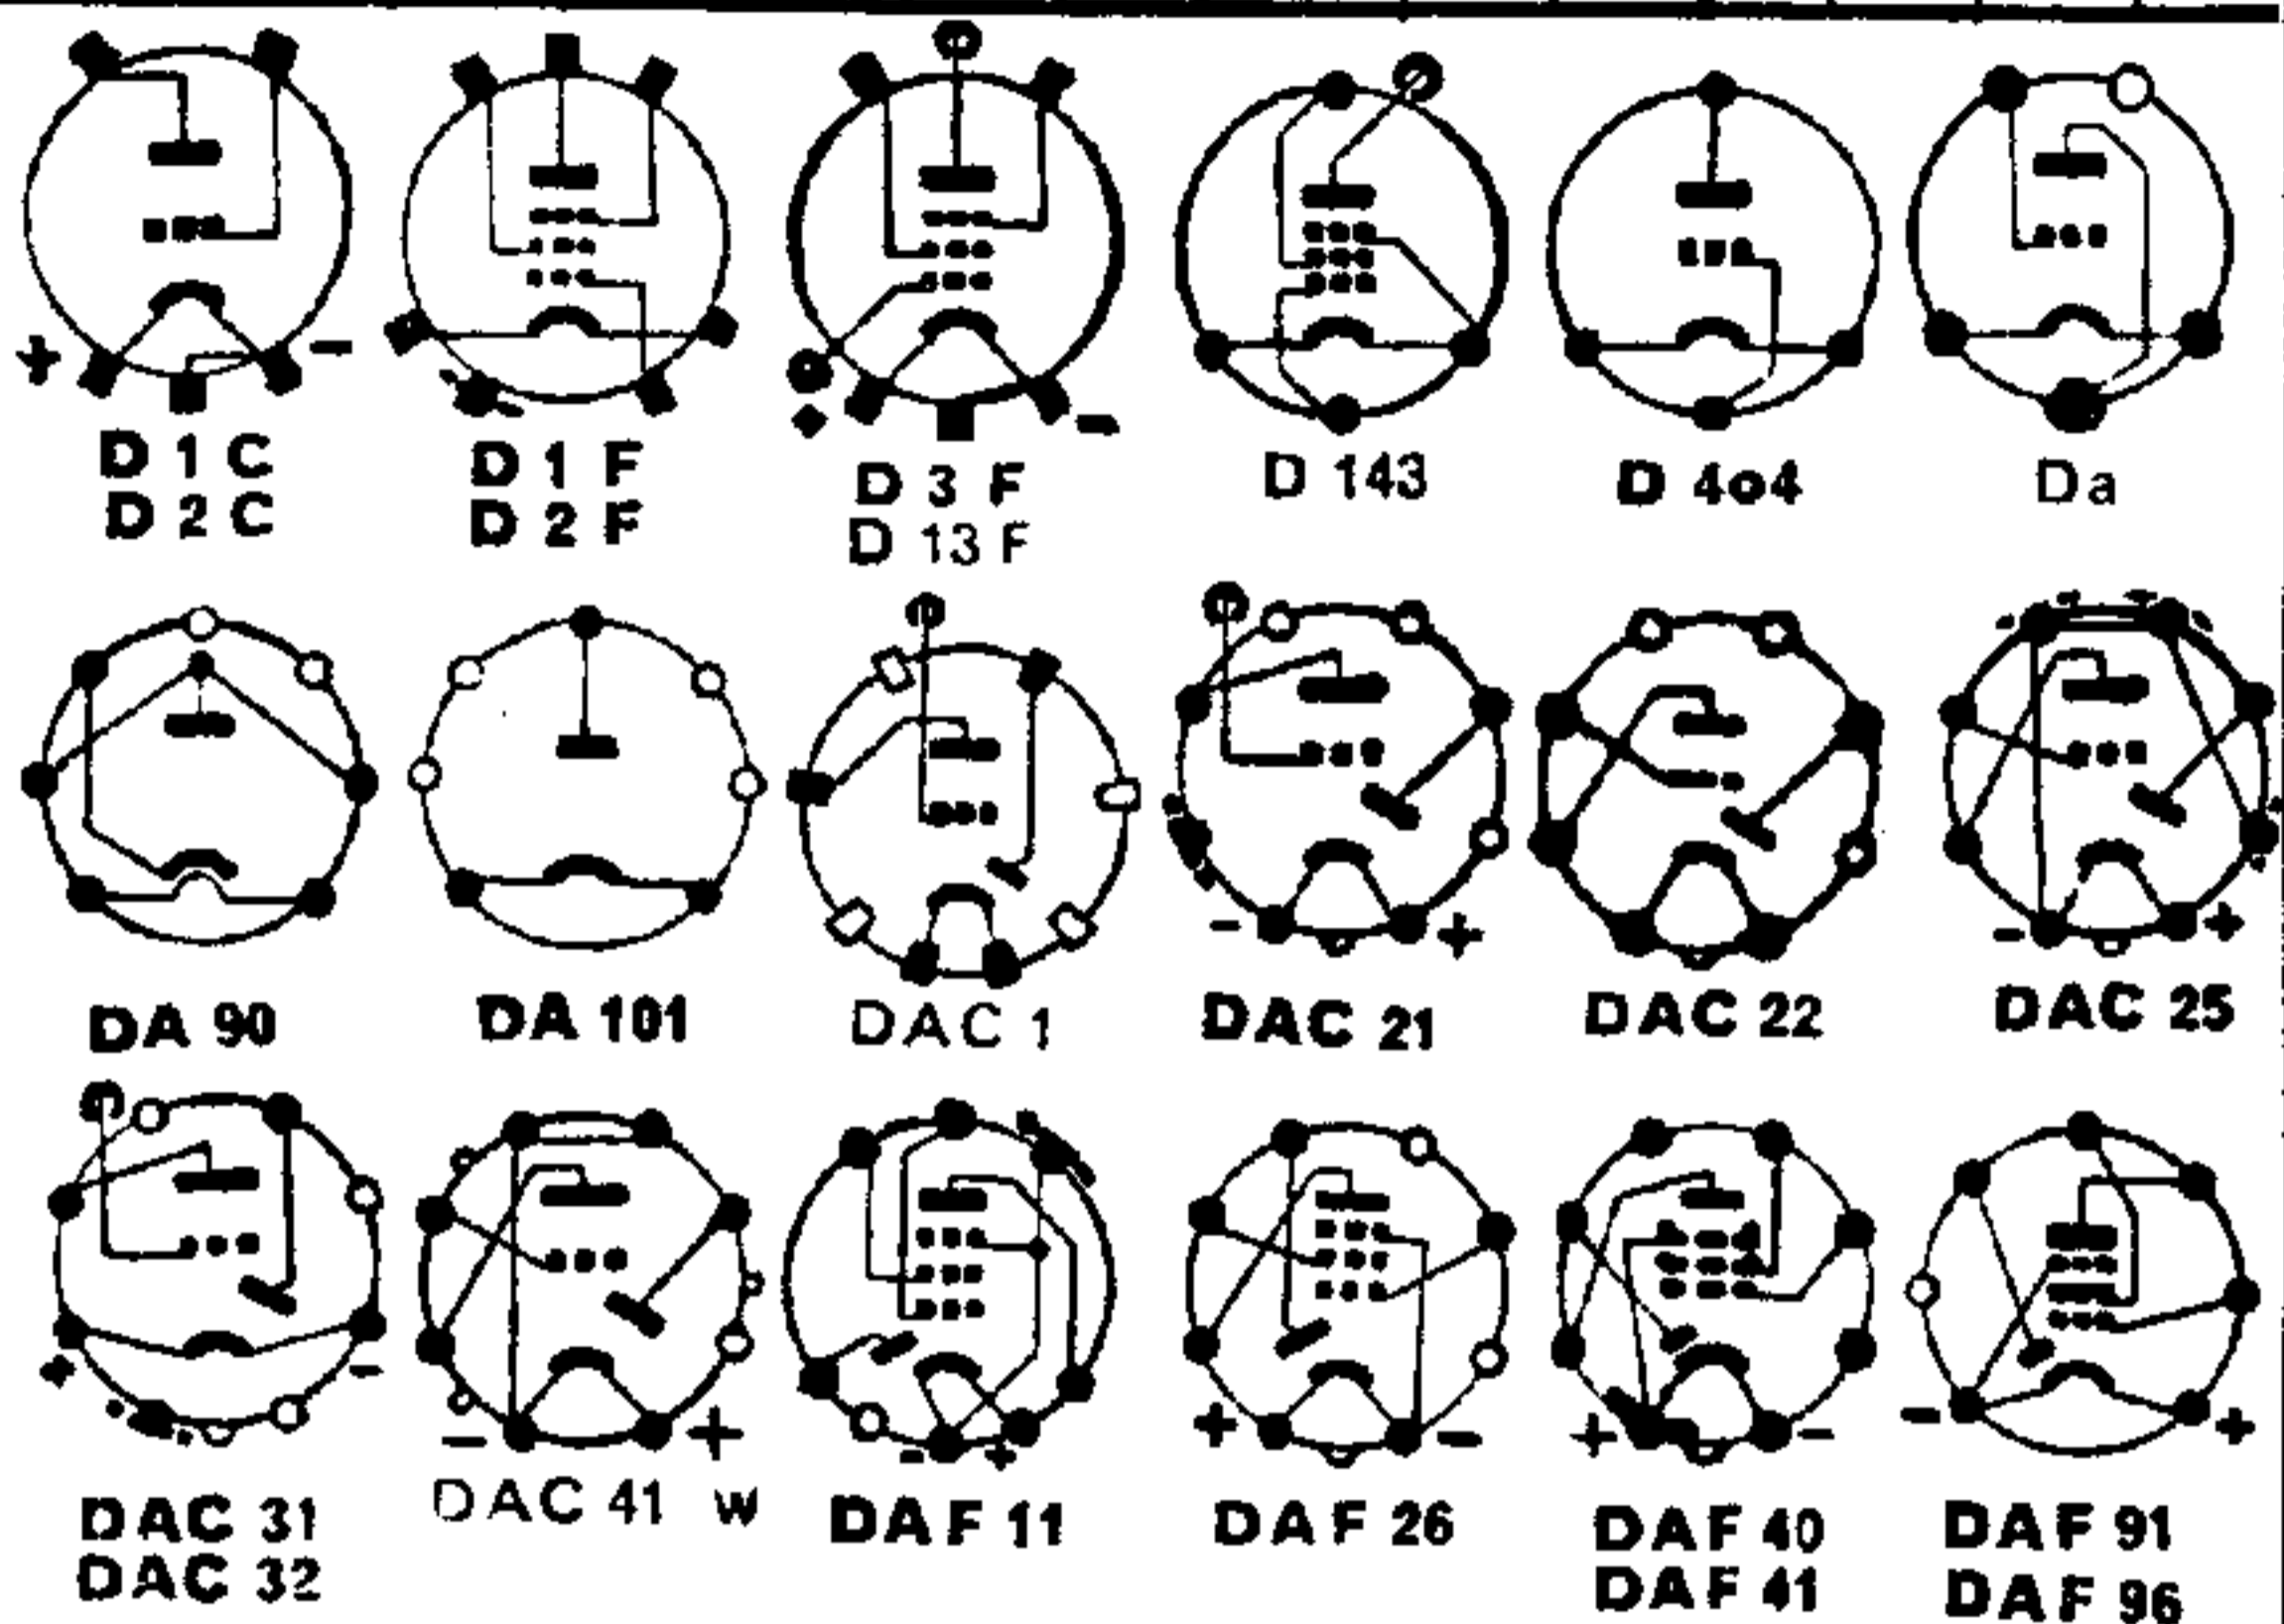 D 1 C
D 2 C
D 1 F
D 2 F
D 3 F
D 13 F
D 143
D 4o4
Da
DA 90
DA 101
DAC 1
DAC 21
DAC 22
DAC 25
DAC 31
DAC 32
DAC 41 w
DAF 11
DAF 26
DAF 40
DAF 41
DAF 91
DAF 96